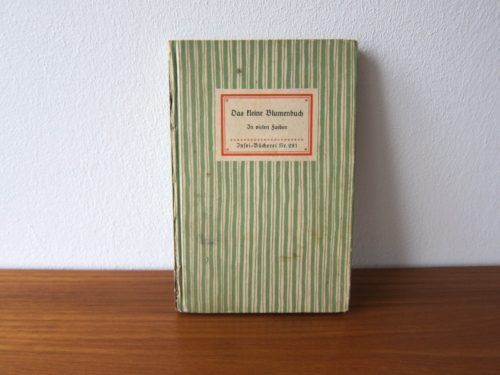 Das kleine Blumenbuch
In vielen Farben
Insel-Bücherei Nr. 281